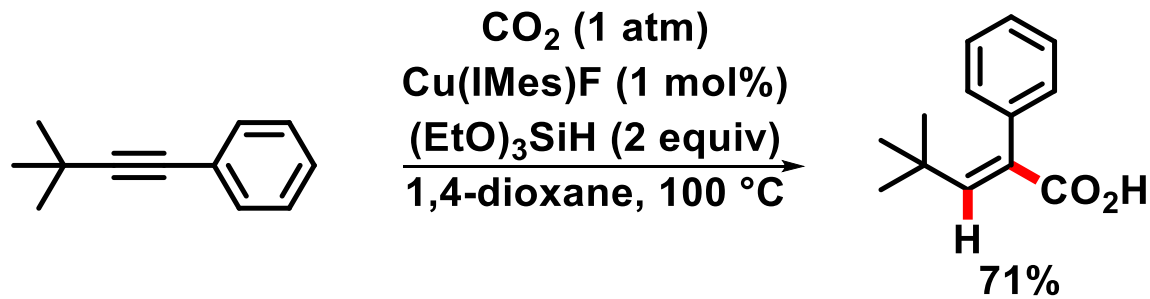 CO₂ (1 atm)
Cu(IMes)F (1 mol%)
(EtO)₃SiH (2 equiv)
1,4-dioxane, 100 °C
CO₂H
H
71%